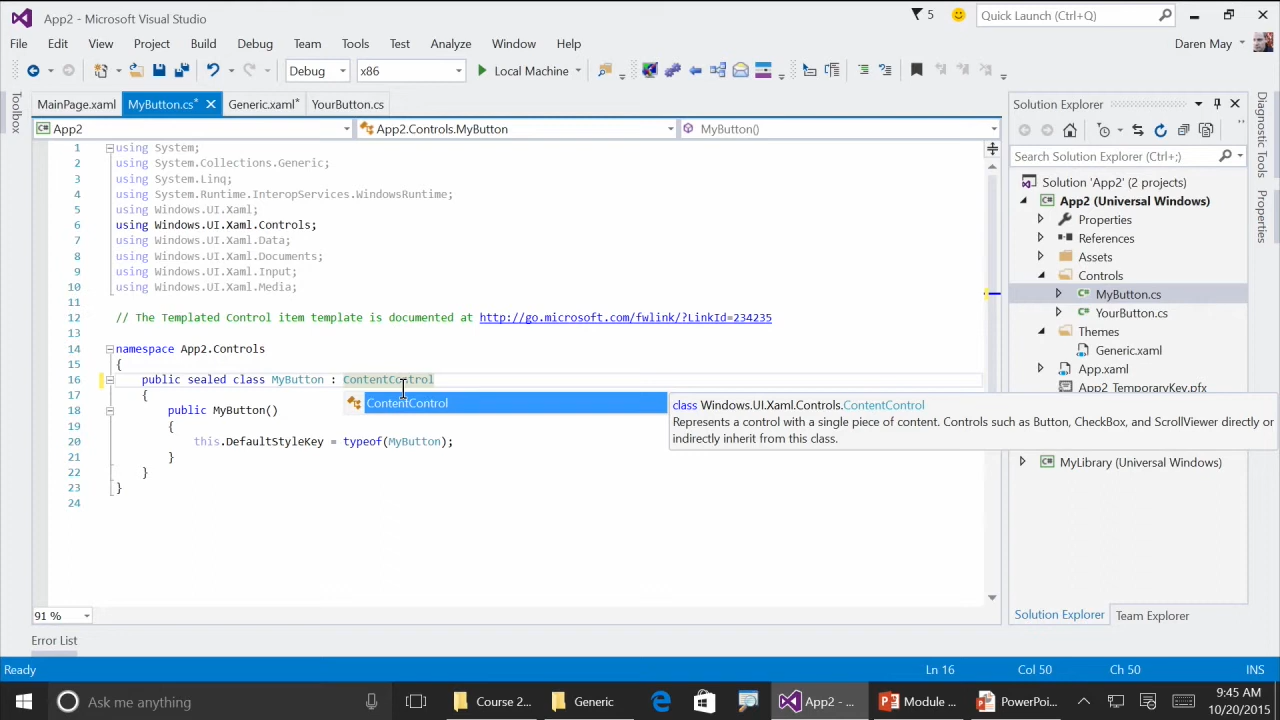 App2 - Microsoft Visual Studio
5
Quick Launch (Ctrl+Q)
File Edit View Project Build Debug Team Tools Test Analyze Window Help
Daren May
Debug x86 Local Machine
Toolbox
MainPage.xaml MyButton.cs* Generic.xaml* YourButton.cs
App2 App2.Controls.MyButton MyButton()
1 using System;
2 using System.Collections.Generic;
3 using System.Linq;
4 using System.Runtime.InteropServices.WindowsRuntime;
5 using Windows.UI.Xaml;
6 using Windows.UI.Xaml.Controls;
7 using Windows.UI.Xaml.Data;
8 using Windows.UI.Xaml.Documents;
9 using Windows.UI.Xaml.Input;
10 using Windows.UI.Xaml.Media;
11
12 // The Templated Control item template is documented at http://go.microsoft.com/fwlink/?LinkId=234235
13
14 namespace App2.Controls
15 {
16 public sealed class MyButton : ContentControl
17 {
18 public MyButton()
19 {
20 this.DefaultStyleKey = typeof(MyButton);
21 }
22 }
23 }
24
ContentControl
class Windows.UI.Xaml.Controls.ContentControl
Represents a control with a single piece of content. Controls such as Button, CheckBox, and ScrollViewer directly or
indirectly inherit from this class.
Solution Explorer
Search Solution Explorer (Ctrl+;)
Solution 'App2' (2 projects)
App2 (Universal Windows)
Properties
References
Assets
Controls
MyButton.cs
YourButton.cs
Themes
Generic.xaml
App.xaml
App2_TemporaryKey.pfx
MyLibrary (Universal Windows)
Diagnostic Tools
Properties
91 %
Solution Explorer Team Explorer
Error List
Ready Ln 16 Col 50 Ch 50 INS
Ask me anything
Course 2... Generic App2 - ... Module ... PowerPoi...
9:45 AM
10/20/2015